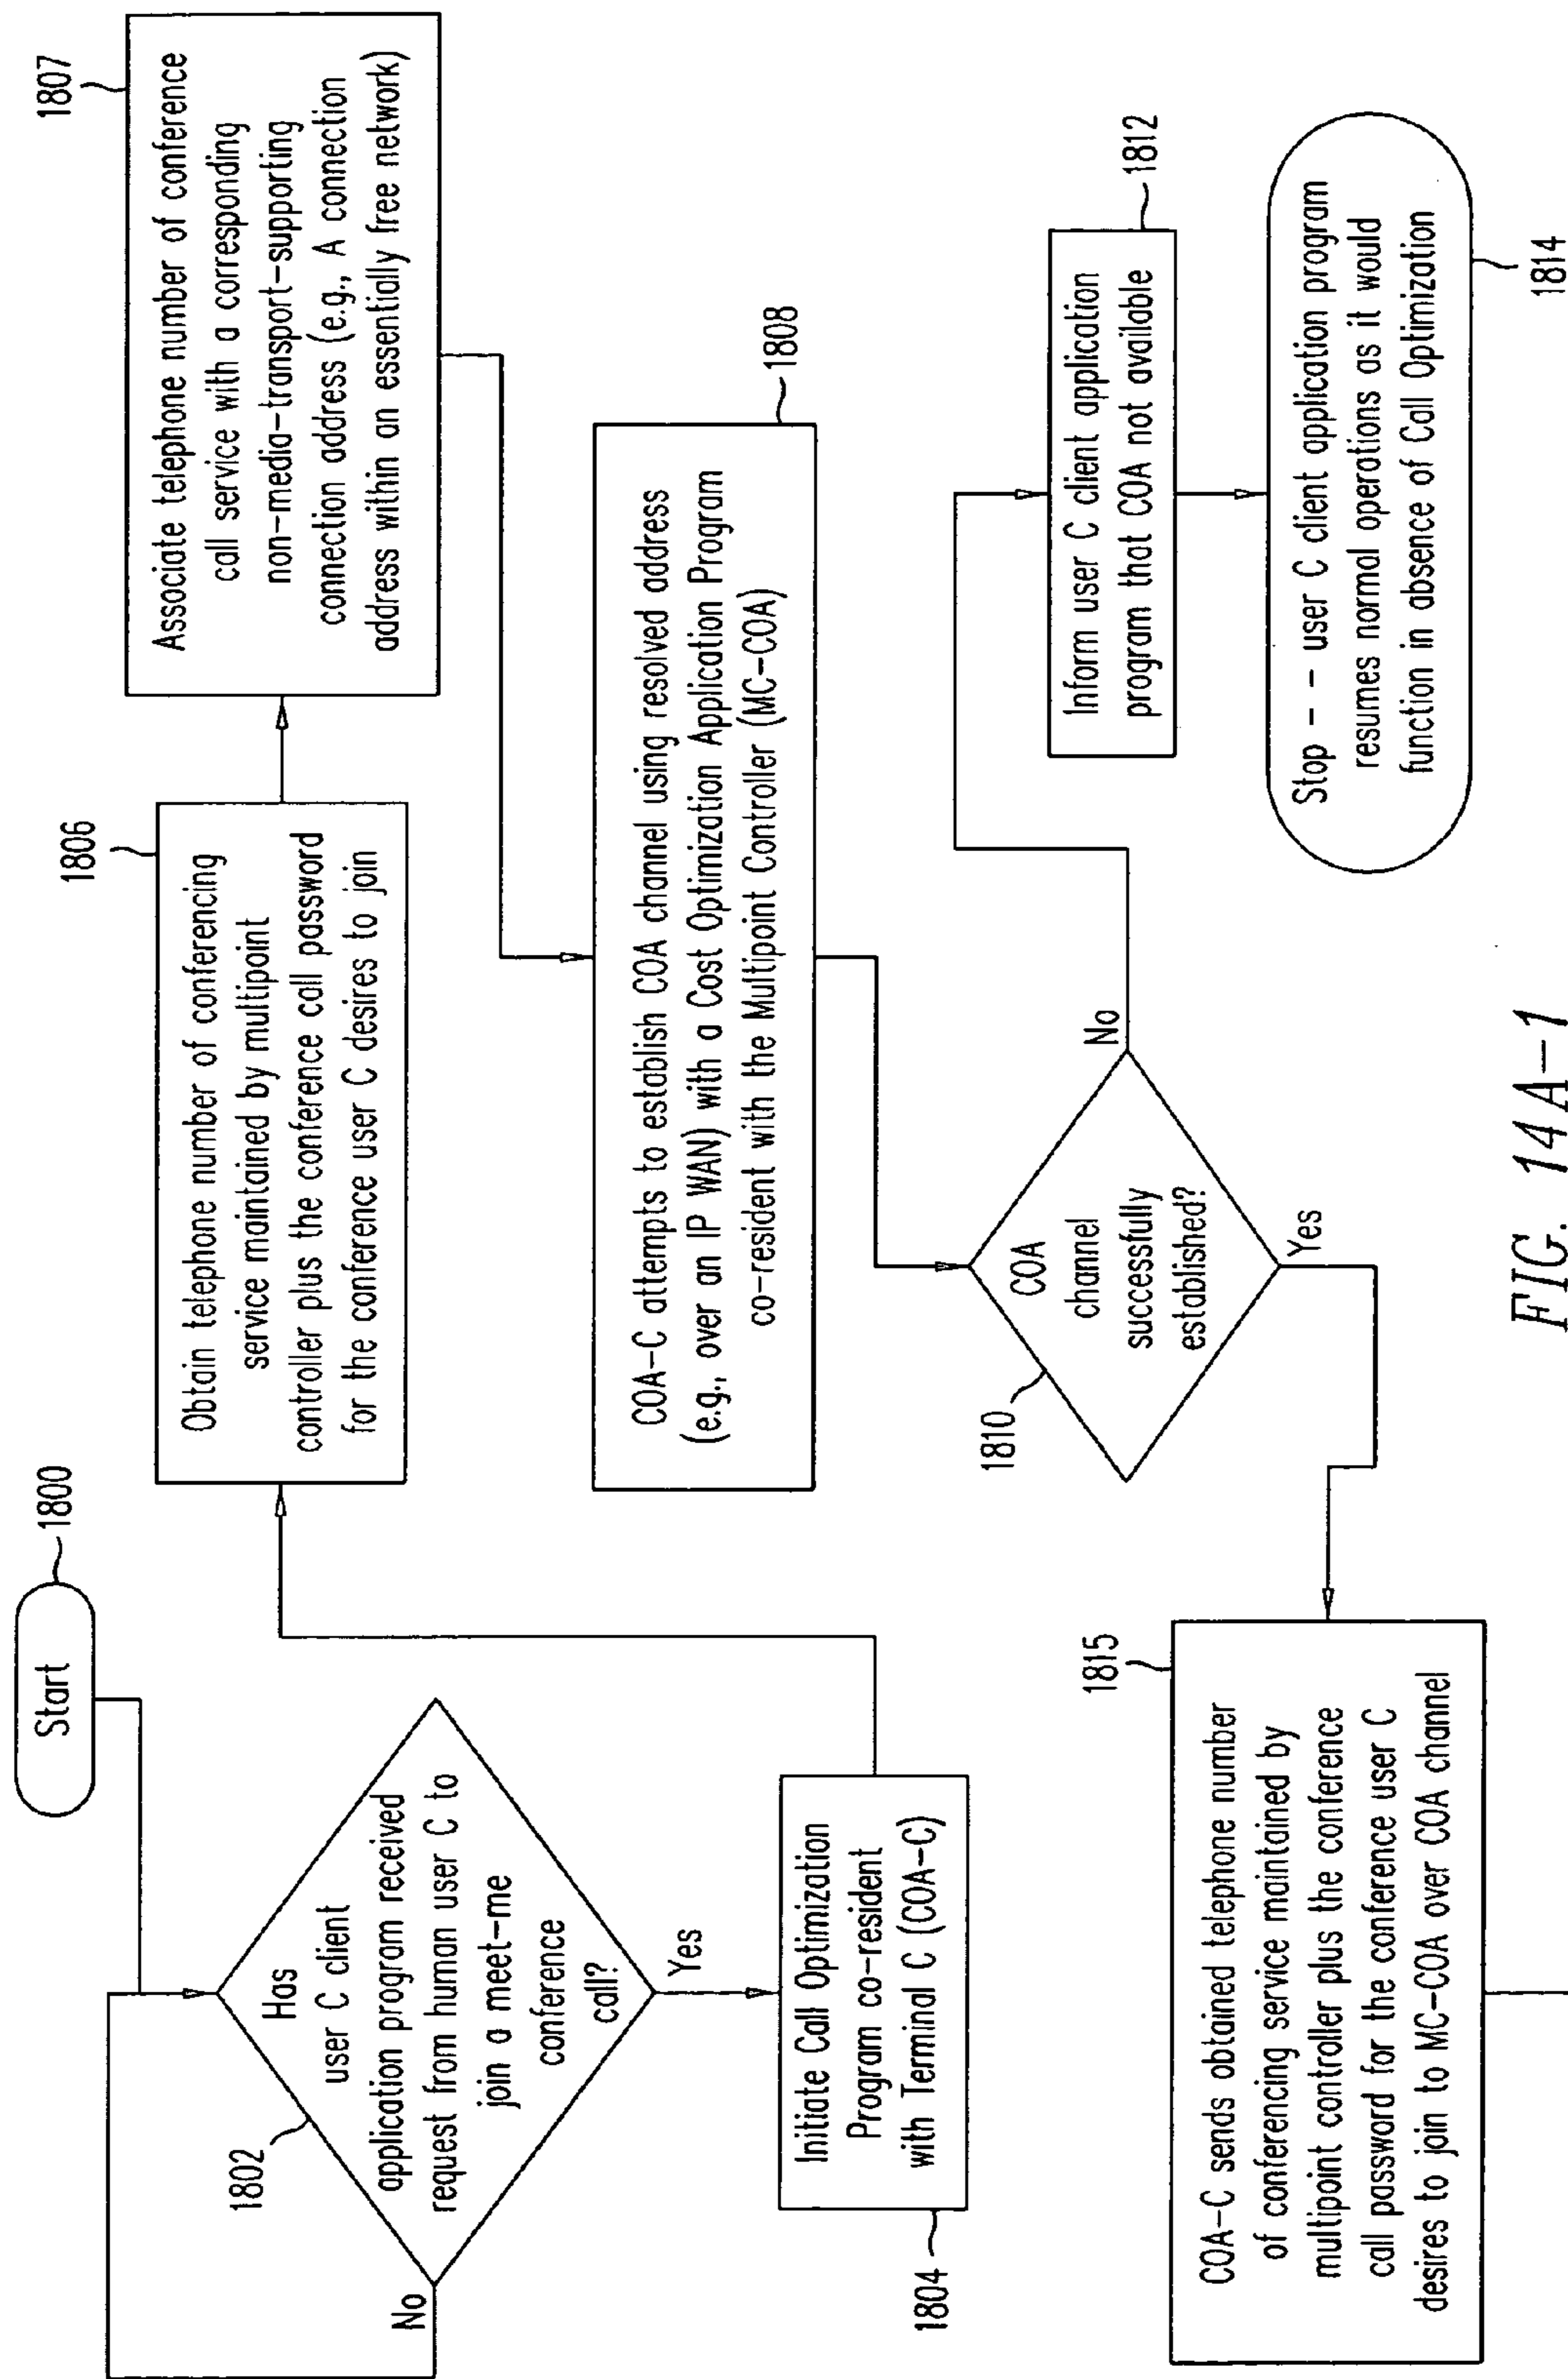 Start
1800
Has
user C client
application program received
request from human user C to
join a meet-me
conference
call?
1802
No
Yes
Initiate Call Optimization
Program co-resident
with Terminal C (COA-C)
1804
1806
Obtain telephone number of conferencing
service maintained by multipoint
controller plus the conference call password
for the conference user C desires to join
1807
Associate telephone number of conference
call service with a corresponding
non-media-transport-supporting
connection address (e.g., A connection
address within an essentially free network)
COA-C attempts to establish COA channel using resolved address
(e.g., over an IP WAN) with a Cost Optimization Application Program
co-resident with the Multipoint Controller (MC-COA)
1808
COA
channel
successfully
established?
1810
No
Yes
Inform user C client application
program that COA not available
1812
Stop - - user C client application program
resumes normal operations as it would
function in absence of Call Optimization
1814
1815
COA-C sends obtained telephone number
of conferencing service maintained by
multipoint controller plus the conference
call password for the conference user C
desires to join to MC-COA over COA channel
FIG. 14A-1